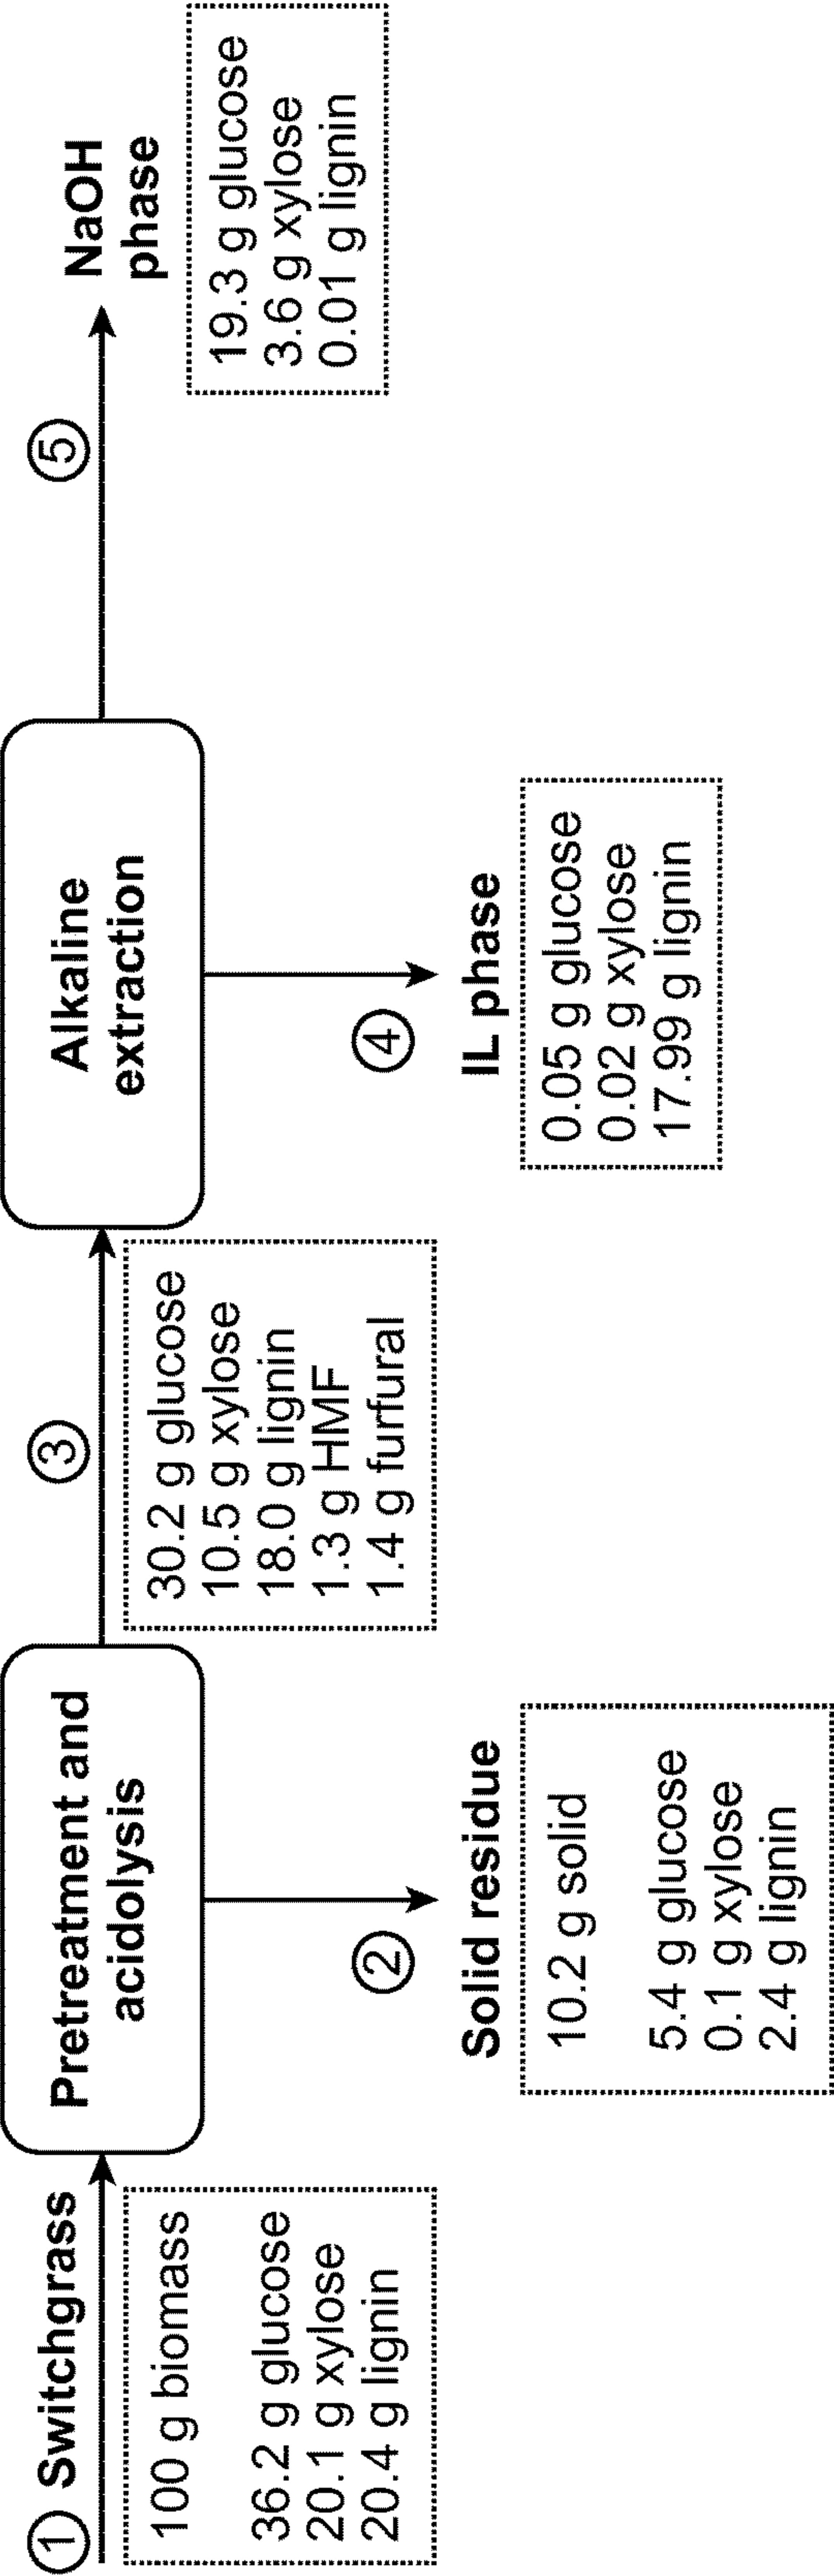 ① Switchgrass
100 g biomass
36.2 g glucose
20.1 g xylose
20.4 g lignin
Pretreatment and
acidolysis
②
Solid residue
10.2 g solid
5.4 g glucose
0.1 g xylose
2.4 g lignin
③
30.2 g glucose
10.5 g xylose
18.0 g lignin
1.3 g HMF
1.4 g furfural
Alkaline
extraction
④
IL phase
0.05 g glucose
0.02 g xylose
17.99 g lignin
⑤
NaOH
phase
19.3 g glucose
3.6 g xylose
0.01 g lignin